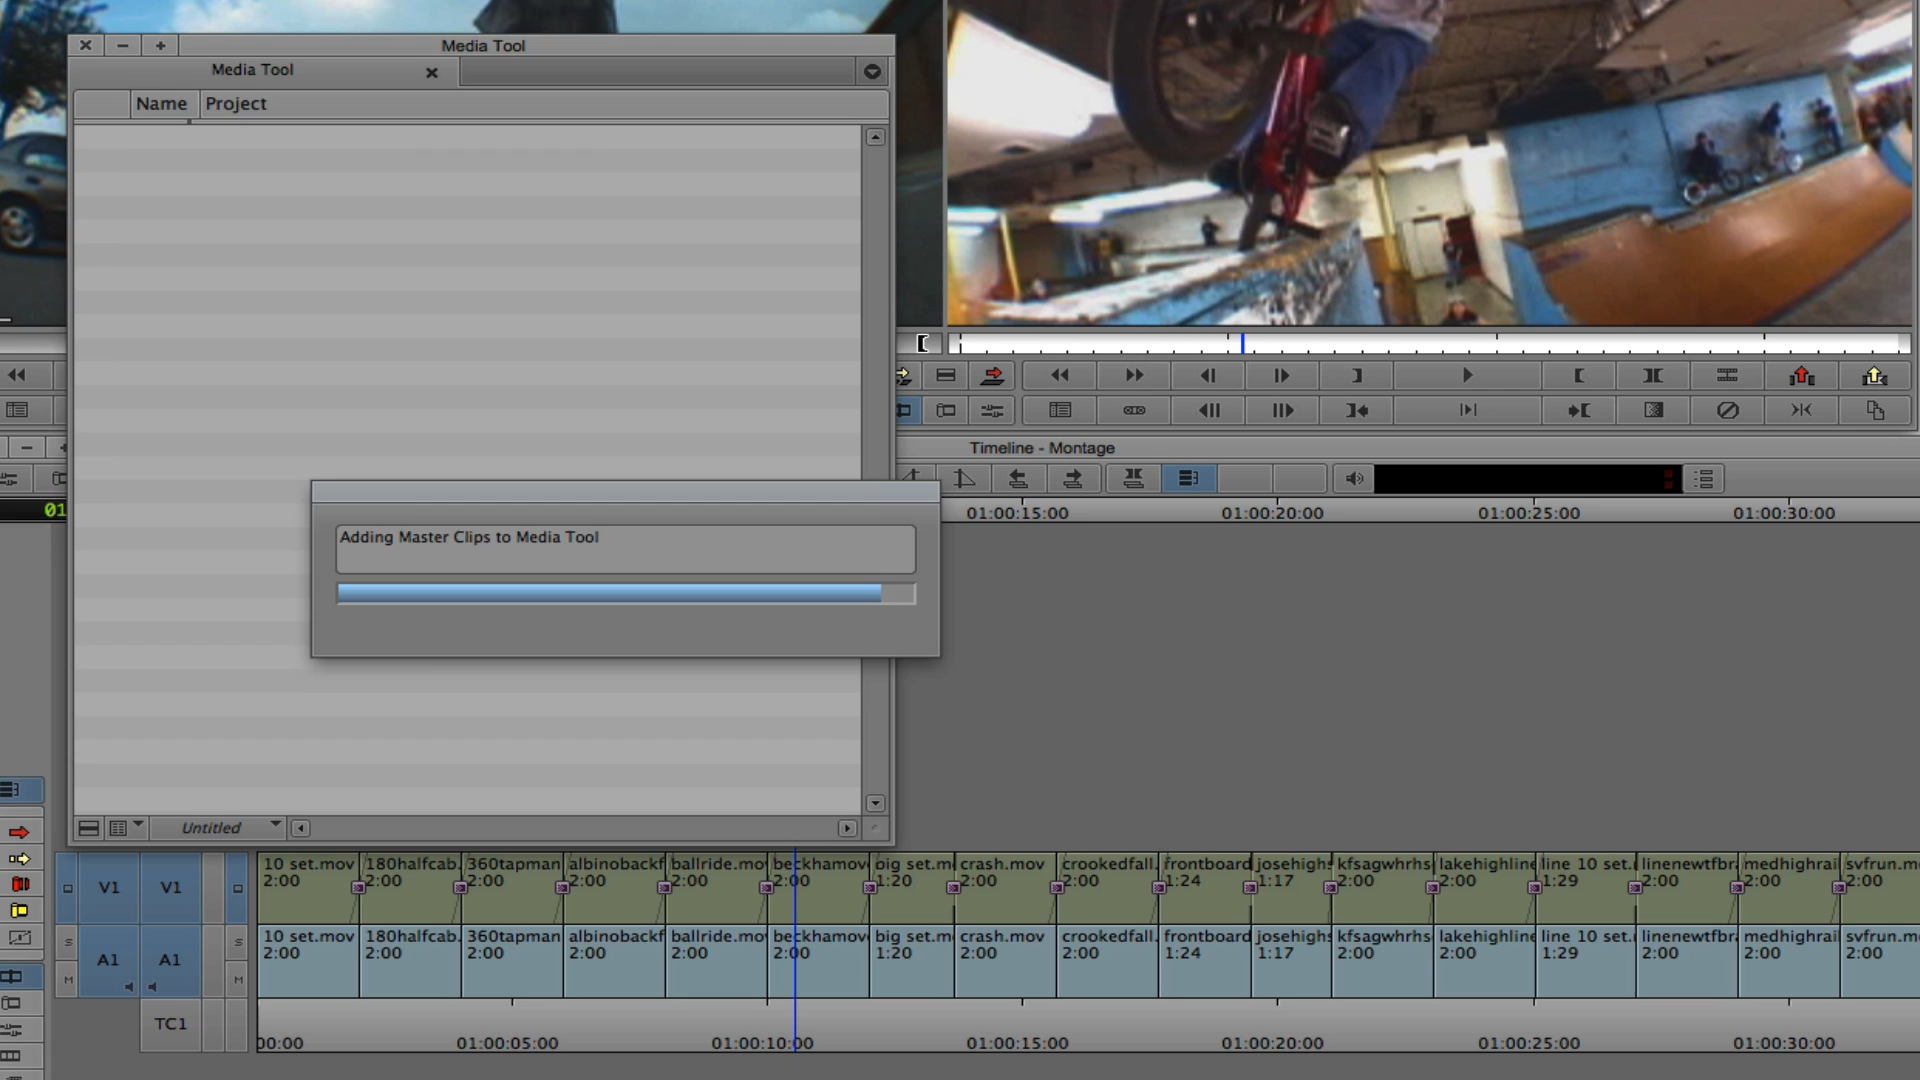 Media Tool
Media Tool
Name Project
Timeline - Montage
Adding Master Clips to Media Tool
01
01:00:15:00 01:00:20:00 01:00:25:00 01:00:30:00
Untitled
V1 V1
10 set.mov 180halfcab. 360tapman albinobackf ballride.mo beckhamov big set.m crash.mov crookedfall. frontboard josehighs kfsagwhrhs lakehighline line 10 set. linenewtfbr medhighrai svfrun.mo
2:00 2:00 2:00 2:00 2:00 2:00 1:20 2:00 2:00 1:24 1:17 2:00 2:00 1:29 2:00 2:00 2:00
S S
A1 A1
10 set.mov 180halfcab. 360tapman albinobackf ballride.mo beckhamov big set.m crash.mov crookedfall. frontboard josehighs kfsagwhrhs lakehighline line 10 set. linenewtfbr medhighrai svfrun.m
2:00 2:00 2:00 2:00 2:00 2:00 1:20 2:00 2:00 1:24 1:17 2:00 2:00 1:29 2:00 2:00 2:00
M M
TC1
00:00 01:00:05:00 01:00:10:00 01:00:15:00 01:00:20:00 01:00:25:00 01:00:30:00